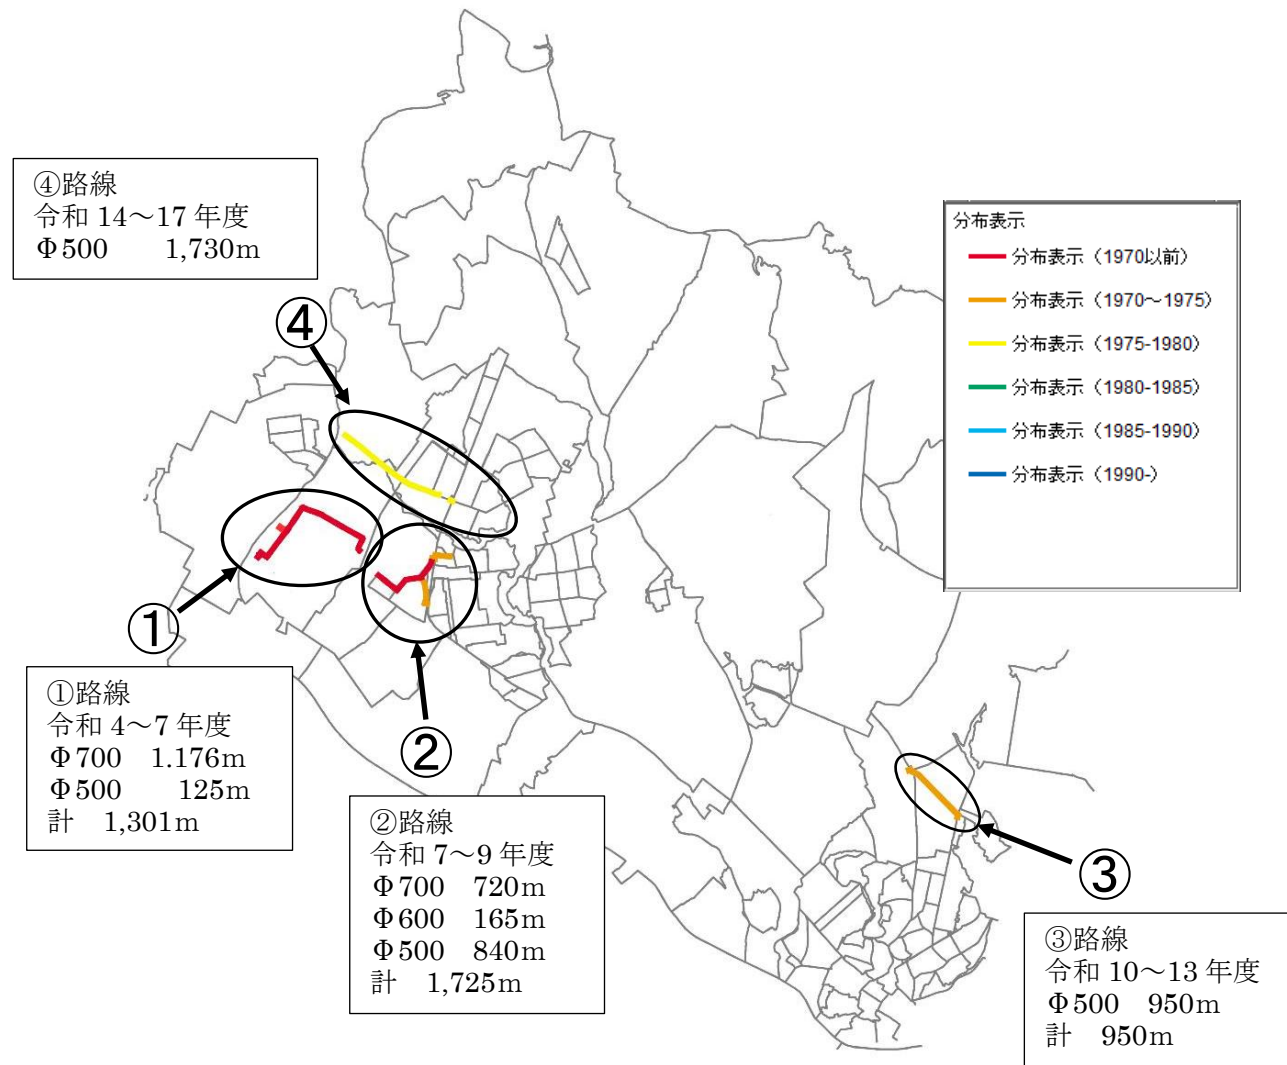 ④路線
令和 14～17 年度
Φ500 1,730m
④
分布表示
分布表示（1970以前）
分布表示（1970～1975）
分布表示（1975-1980）
分布表示（1980-1985）
分布表示（1985-1990）
分布表示（1990-）
①
①路線
令和 4～7 年度
Φ700 1.176m
Φ500 125m
計 1,301m
②
②路線
令和 7～9 年度
Φ700 720m
Φ600 165m
Φ500 840m
計 1,725m
③
③路線
令和 10～13 年度
Φ500 950m
計 950m